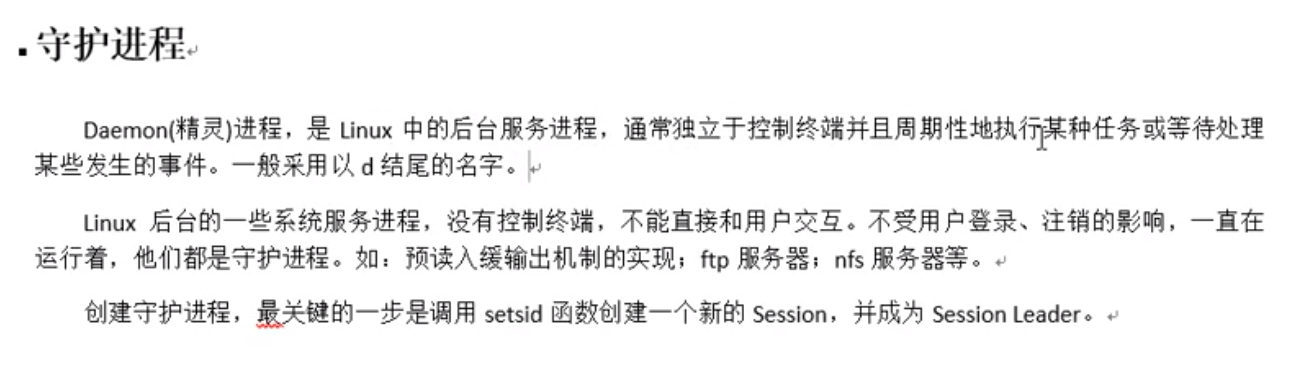 守护进程
Daemon(精灵)进程，是 Linux 中的后台服务进程，通常独立于控制终端并且周期性地执行某种任务或等待处理
某些发生的事件。一般采用以 d 结尾的名字。
Linux 后台的一些系统服务进程，没有控制终端，不能直接和用户交互。不受用户登录、注销的影响，一直在
运行着，他们都是守护进程。如：预读入缓输出机制的实现；ftp 服务器；nfs 服务器等。
创建守护进程，最关键的一步是调用 setsid 函数创建一个新的 Session，并成为 Session Leader。